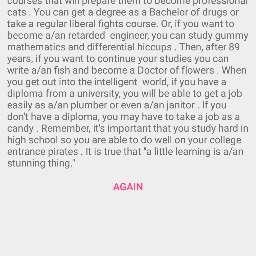 courses that will prepare them to become professional
cats . You can get a degree as a Bachelor of drugs or
take a regular liberal fights course. Or, if you want to
become a/an retarded  engineer, you can study gummy
mathematics and differential hiccups . Then, after 89
years, if you want to continue your studies you can
write a/an fish and become a Doctor of flowers . When
you get out into the intelligent  world, if you have a
diploma from a university, you will be able to get a job
easily as a/an plumber or even a/an janitor . If you
don't have a diploma, you may have to take a job as a
candy . Remember, it's important that you study hard in
high school so you are able to do well on your college
entrance pirates . It is true that "a little learning is a/an
stunning thing."
AGAIN